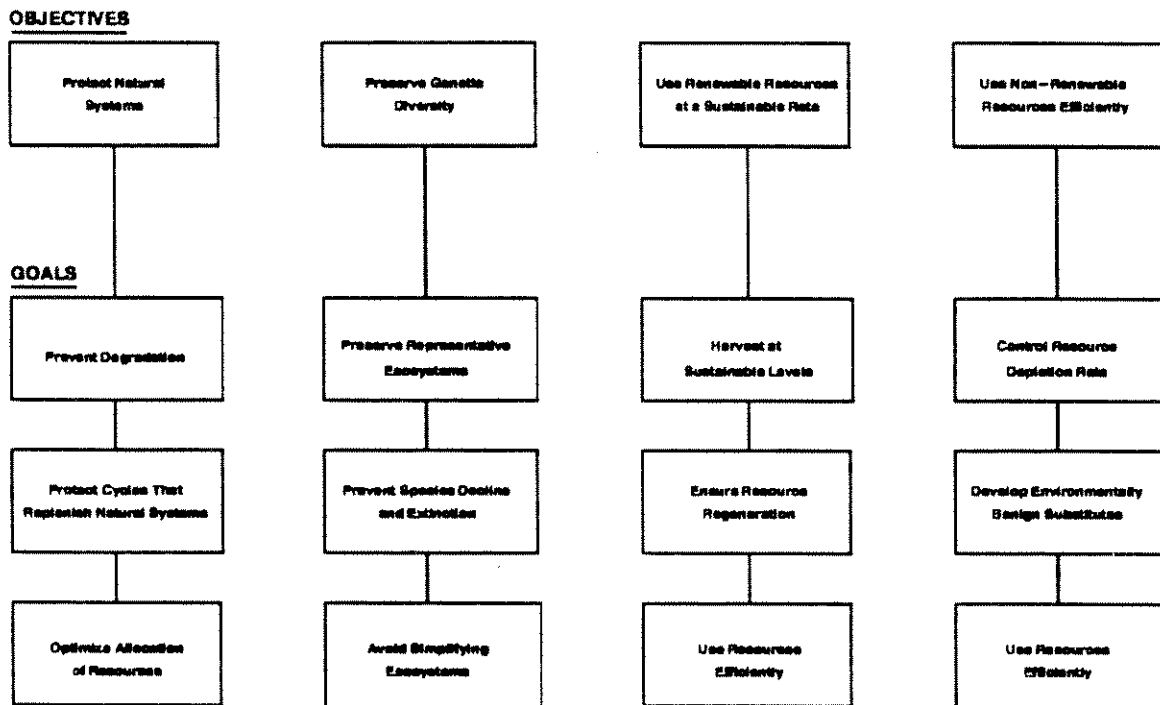 OBJECTIVES
Protect Natural
Systems
Preserve Genetic
Diversity
Use Renewable Resources
at a Sustainable Rate
Use Non-Renewable
Resources Efficiently
GOALS
Prevent Degradation
Preserve Representative
Ecosystems
Harvest at
Sustainable Levels
Control Resource
Depletion Rate
Protect Cycles That
Replenish Natural Systems
Prevent Species Decline
and Extinction
Ensure Resource
Regeneration
Develop Environmentally
Benign Substitutes
Optimize Allocation
of Resources
Avoid Simplifying
Ecosystems
Use Resources
Efficiently
Use Resources
Efficiently